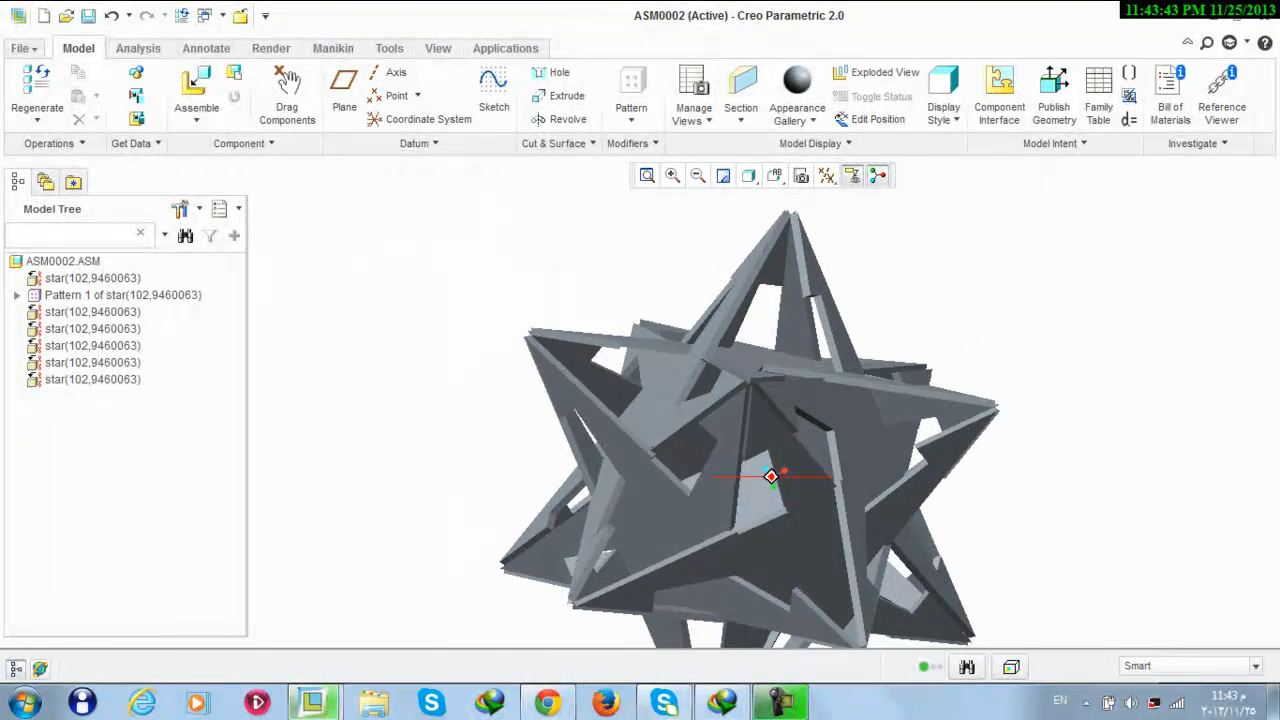 ASM0002 (Active) - Creo Parametric 2.0
11:43:43 PM 11/25/2013
File
Model
Analysis
Annotate
Render
Manikin
Tools
View
Applications
Regenerate
Assemble
Drag
Components
Plane
Axis
Point
Coordinate System
Sketch
Hole
Extrude
Revolve
Pattern
Manage
Views
Section
Appearance
Gallery
Exploded View
Toggle Status
Edit Position
Display
Style
Component
Interface
Publish
Geometry
Family
Table
Bill of
Materials
Reference
Viewer
Operations
Get Data
Component
Datum
Cut & Surface
Modifiers
Model Display
Model Intent
Investigate
Model Tree
ASM0002.ASM
star(102,9460063)
Pattern 1 of star(102,9460063)
star(102,9460063)
star(102,9460063)
star(102,9460063)
star(102,9460063)
star(102,9460063)
Smart
EN
11:43 م
٢٠١٣/١١/٢٥